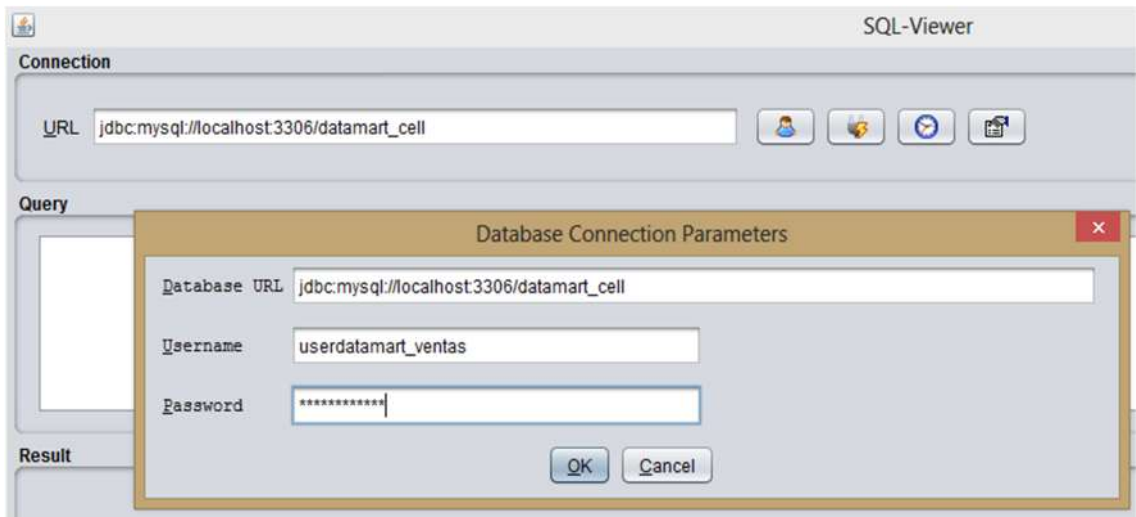 SQL-Viewer
Connection
URL jdbc:mysql://localhost:3306/datamart_cell
Query
Database Connection Parameters
Database URL jdbc:mysql://localhost:3306/datamart_cell
Username userdatamart_ventas
Password ************
OK Cancel
Result